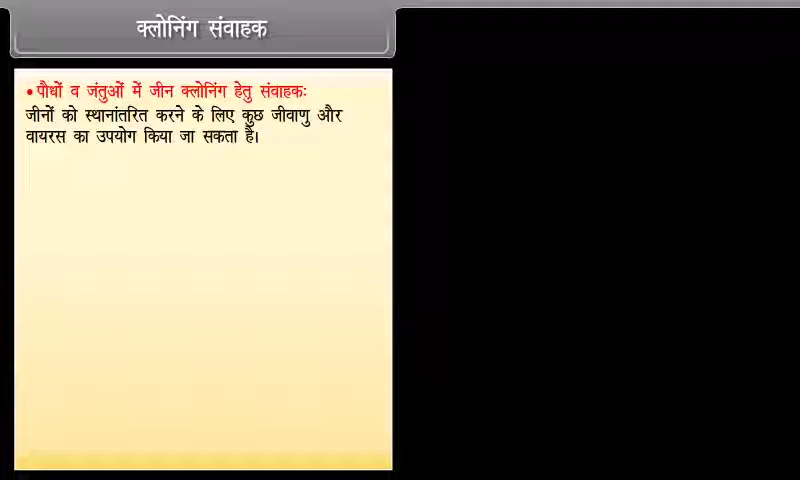 क्लोनिंग संवाहक
• पौधों व जंतुओं में जीन क्लोनिंग हेतु संवाहक:
जीनों को स्थानांतरित करने के लिए कुछ जीवाणु और
वायरस का उपयोग किया जा सकता है।